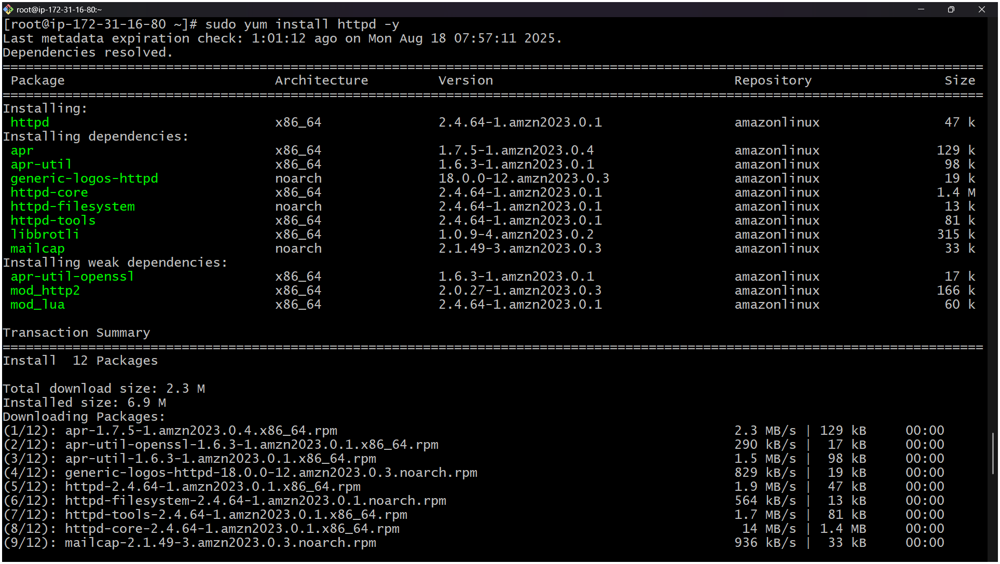 root@ip-172-31-16-80:~
[root@ip-172-31-16-80 ~]# sudo yum install httpd -y
Last metadata expiration check: 1:01:12 ago on Mon Aug 18 07:57:11 2025.
Dependencies resolved.
==============================================================================================================================
 Package                           Architecture         Version                               Repository                 Size
==============================================================================================================================
Installing:
 httpd                             x86_64               2.4.64-1.amzn2023.0.1                 amazonlinux                47 k
Installing dependencies:
 apr                               x86_64               1.7.5-1.amzn2023.0.4                  amazonlinux               129 k
 apr-util                          x86_64               1.6.3-1.amzn2023.0.1                  amazonlinux                98 k
 generic-logos-httpd               noarch               18.0.0-12.amzn2023.0.3                amazonlinux                19 k
 httpd-core                        x86_64               2.4.64-1.amzn2023.0.1                 amazonlinux               1.4 M
 httpd-filesystem                  noarch               2.4.64-1.amzn2023.0.1                 amazonlinux                13 k
 httpd-tools                       x86_64               2.4.64-1.amzn2023.0.1                 amazonlinux                81 k
 libbrotli                         x86_64               1.0.9-4.amzn2023.0.2                  amazonlinux               315 k
 mailcap                           noarch               2.1.49-3.amzn2023.0.3                 amazonlinux                33 k
Installing weak dependencies:
 apr-util-openssl                  x86_64               1.6.3-1.amzn2023.0.1                  amazonlinux                17 k
 mod_http2                         x86_64               2.0.27-1.amzn2023.0.3                 amazonlinux               166 k
 mod_lua                           x86_64               2.4.64-1.amzn2023.0.1                 amazonlinux                60 k
Transaction Summary
==============================================================================================================================
Install  12 Packages
Total download size: 2.3 M
Installed size: 6.9 M
Downloading Packages:
(1/12): apr-1.7.5-1.amzn2023.0.4.x86_64.rpm                                                   2.3 MB/s | 129 kB     00:00
(2/12): apr-util-openssl-1.6.3-1.amzn2023.0.1.x86_64.rpm                                      290 kB/s |  17 kB     00:00
(3/12): apr-util-1.6.3-1.amzn2023.0.1.x86_64.rpm                                              1.5 MB/s |  98 kB     00:00
(4/12): generic-logos-httpd-18.0.0-12.amzn2023.0.3.noarch.rpm                                 829 kB/s |  19 kB     00:00
(5/12): httpd-2.4.64-1.amzn2023.0.1.x86_64.rpm                                                1.9 MB/s |  47 kB     00:00
(6/12): httpd-filesystem-2.4.64-1.amzn2023.0.1.noarch.rpm                                     564 kB/s |  13 kB     00:00
(7/12): httpd-tools-2.4.64-1.amzn2023.0.1.x86_64.rpm                                          1.7 MB/s |  81 kB     00:00
(8/12): httpd-core-2.4.64-1.amzn2023.0.1.x86_64.rpm                                            14 MB/s | 1.4 MB     00:00
(9/12): mailcap-2.1.49-3.amzn2023.0.3.noarch.rpm                                              936 kB/s |  33 kB     00:00